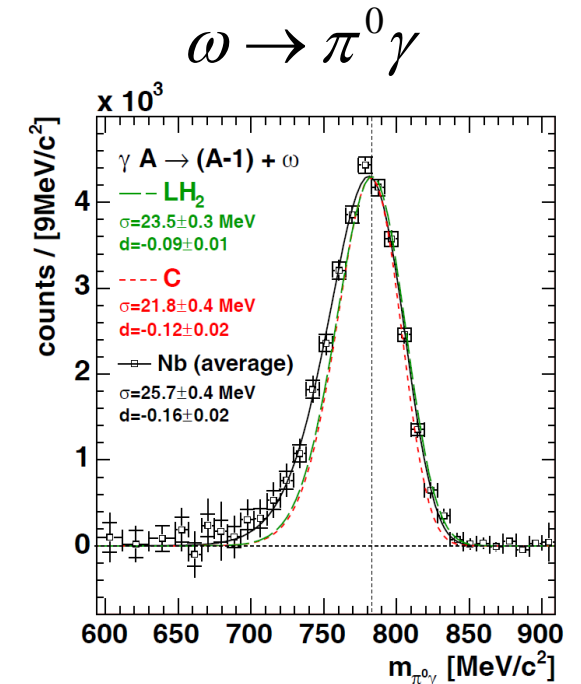 ω → π⁰γ
x 10³
counts / [9MeV/c²]
γ A → (A-1) + ω
LH₂
σ=23.5±0.3 MeV
d=-0.09±0.01
C
σ=21.8±0.4 MeV
d=-0.12±0.02
Nb (average)
σ=25.7±0.4 MeV
d=-0.16±0.02
4
3
2
1
0
600 650 700 750 800 850 900
m_π⁰γ [MeV/c²]